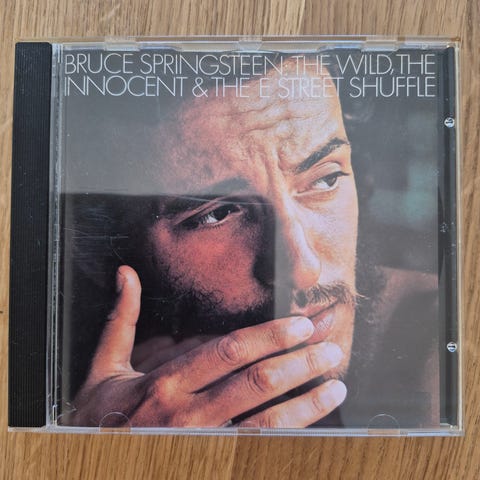 BRUCE SPRINGSTEEN: THE WILD, THE
INNOCENT & THE E STREET SHUFFLE